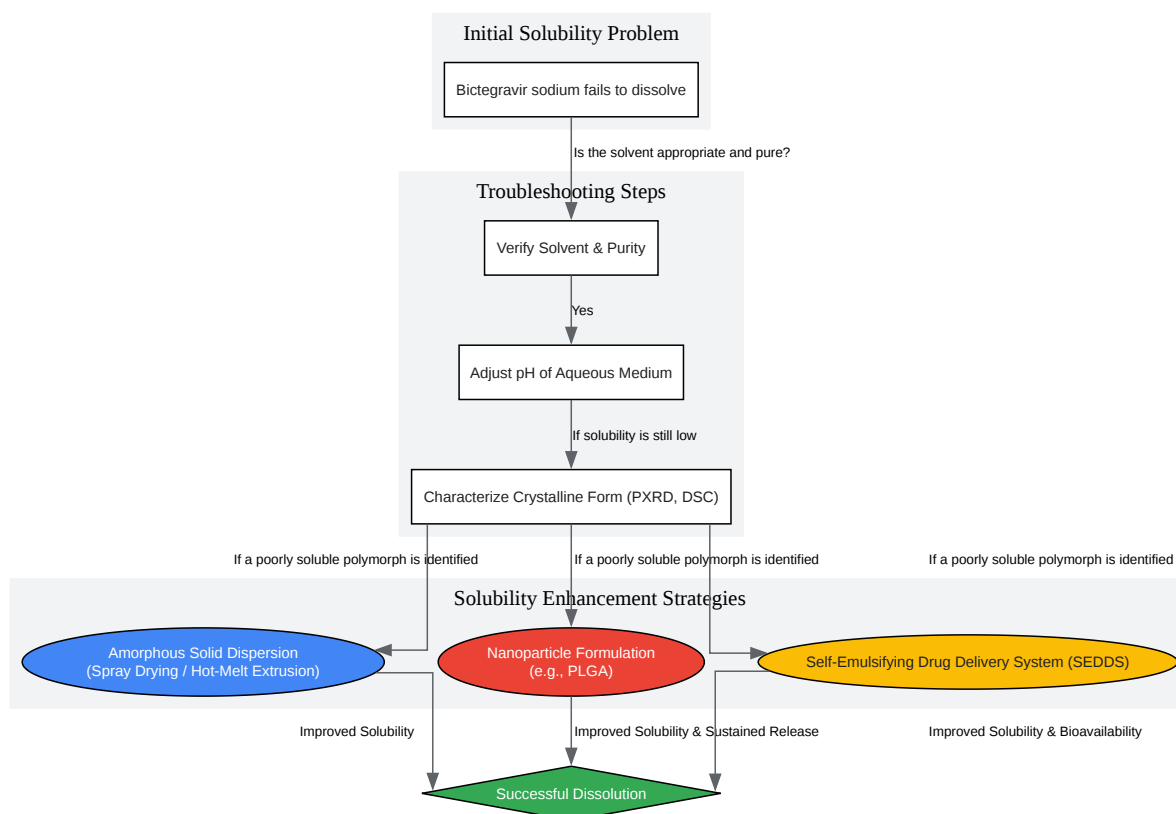 Initial Solubility Problem
Bictegravir sodium fails to dissolve
Is the solvent appropriate and pure?
Troubleshooting Steps
Verify Solvent & Purity
Yes
Adjust pH of Aqueous Medium
If solubility is still low
Characterize Crystalline Form (PXRD, DSC)
If a poorly soluble polymorph is identified
If a poorly soluble polymorph is identified
If a poorly soluble polymorph is identified
Solubility Enhancement Strategies
Amorphous Solid Dispersion
(Spray Drying / Hot-Melt Extrusion)
Nanoparticle Formulation
(e.g., PLGA)
Self-Emulsifying Drug Delivery System (SEDDS)
Improved Solubility
Improved Solubility & Sustained Release
Improved Solubility & Bioavailability
Successful Dissolution